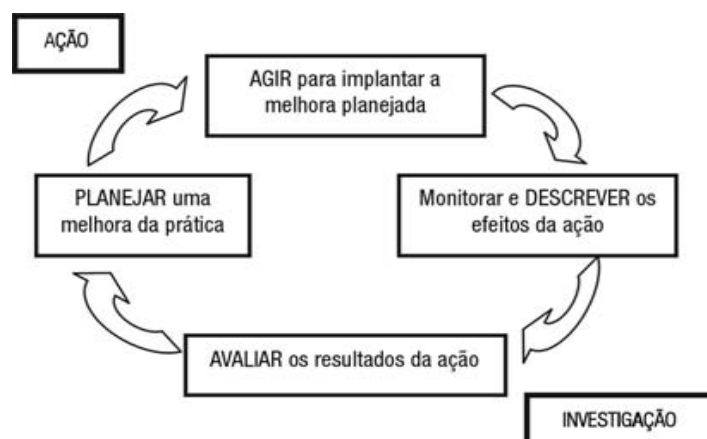 AÇÃO
AGIR para implantar a
melhora planejada
PLANEJAR uma
melhora da prática
Monitorar e DESCREVER os
efeitos da ação
AVALIAR os resultados da ação
INVESTIGAÇÃO